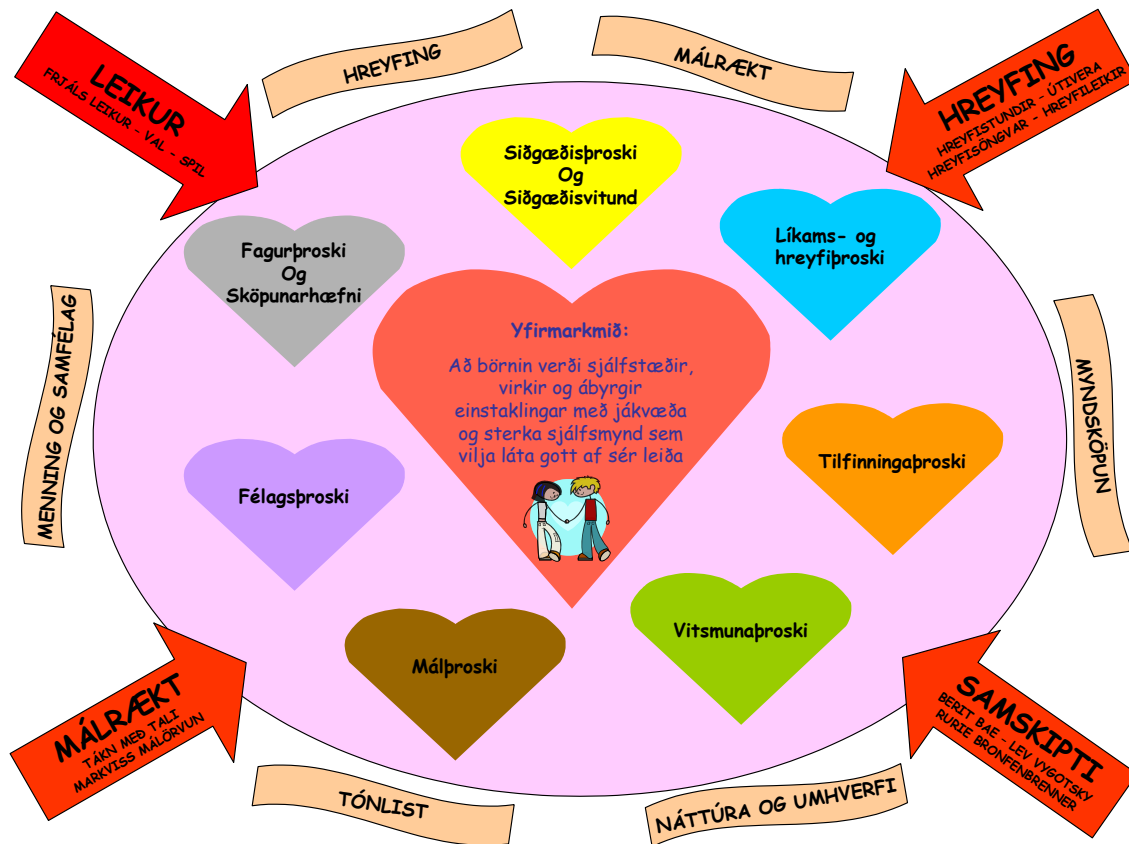 LEIKUR
FRJÁLS LEIKUR - VAL - SPIL
HREYFING
MÁLRÆKT
HREYFING
HREYFISTUNDIR - ÚTIVERA
HREYFISÖNGVAR - HREYFILEIKIR
Siðgæðisþroski
Og
Siðgæðisvitund
Fagurþroski
Og
Sköpunarhæfni
Líkams- og
hreyfiþroski
Yfirmarkmið:
Að börnin verði sjálfstæðir,
virkir og ábyrgir
einstaklingar með jákvæða
og sterka sjálfsmynd sem
vilja láta gott af sér leiða
MENNING OG SAMFÉLAG
MYNDSKÖPUN
Tilfinningaþroski
Félagsþroski
Vitsmunaþroski
Málþroski
MÁLRÆKT
TÁKN MEÐ TALI
MARKVISS MÁLÖRVUN
SAMSKIPTI
BERIT BAE - LEV VYGOTSKY
RURIE BRONFENBRENNER
TÓNLIST
NÁTTÚRA OG UMHVERFI